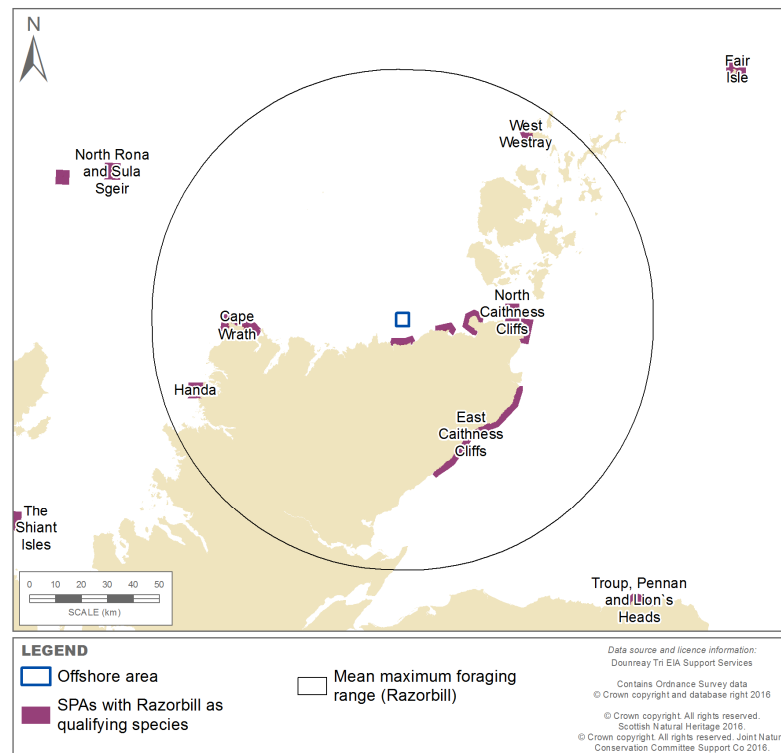 N
Fair
Isle
West
Westray
North Rona
and Sula
Sgeir
North
Caithness
Cliffs
Cape
Wrath
Handa
East
Caithness
Cliffs
The
Shiant
Isles
Troup, Pennan
and Lion`s
Heads
0 10 20 30 40 50
SCALE (km)
LEGEND
Offshore area
SPAs with Razorbill as
qualifying species
Mean maximum foraging
range (Razorbill)
Data source and licence information:
Dounreay Tri EIA Support Services
Contains Ordnance Survey data
© Crown copyright and database right 2016
© Crown copyright. All rights reserved.
Scottish Natural Heritage 2016.
© Crown copyright. All rights reserved. Joint Natur
Conservation Committee Support Co 2016.